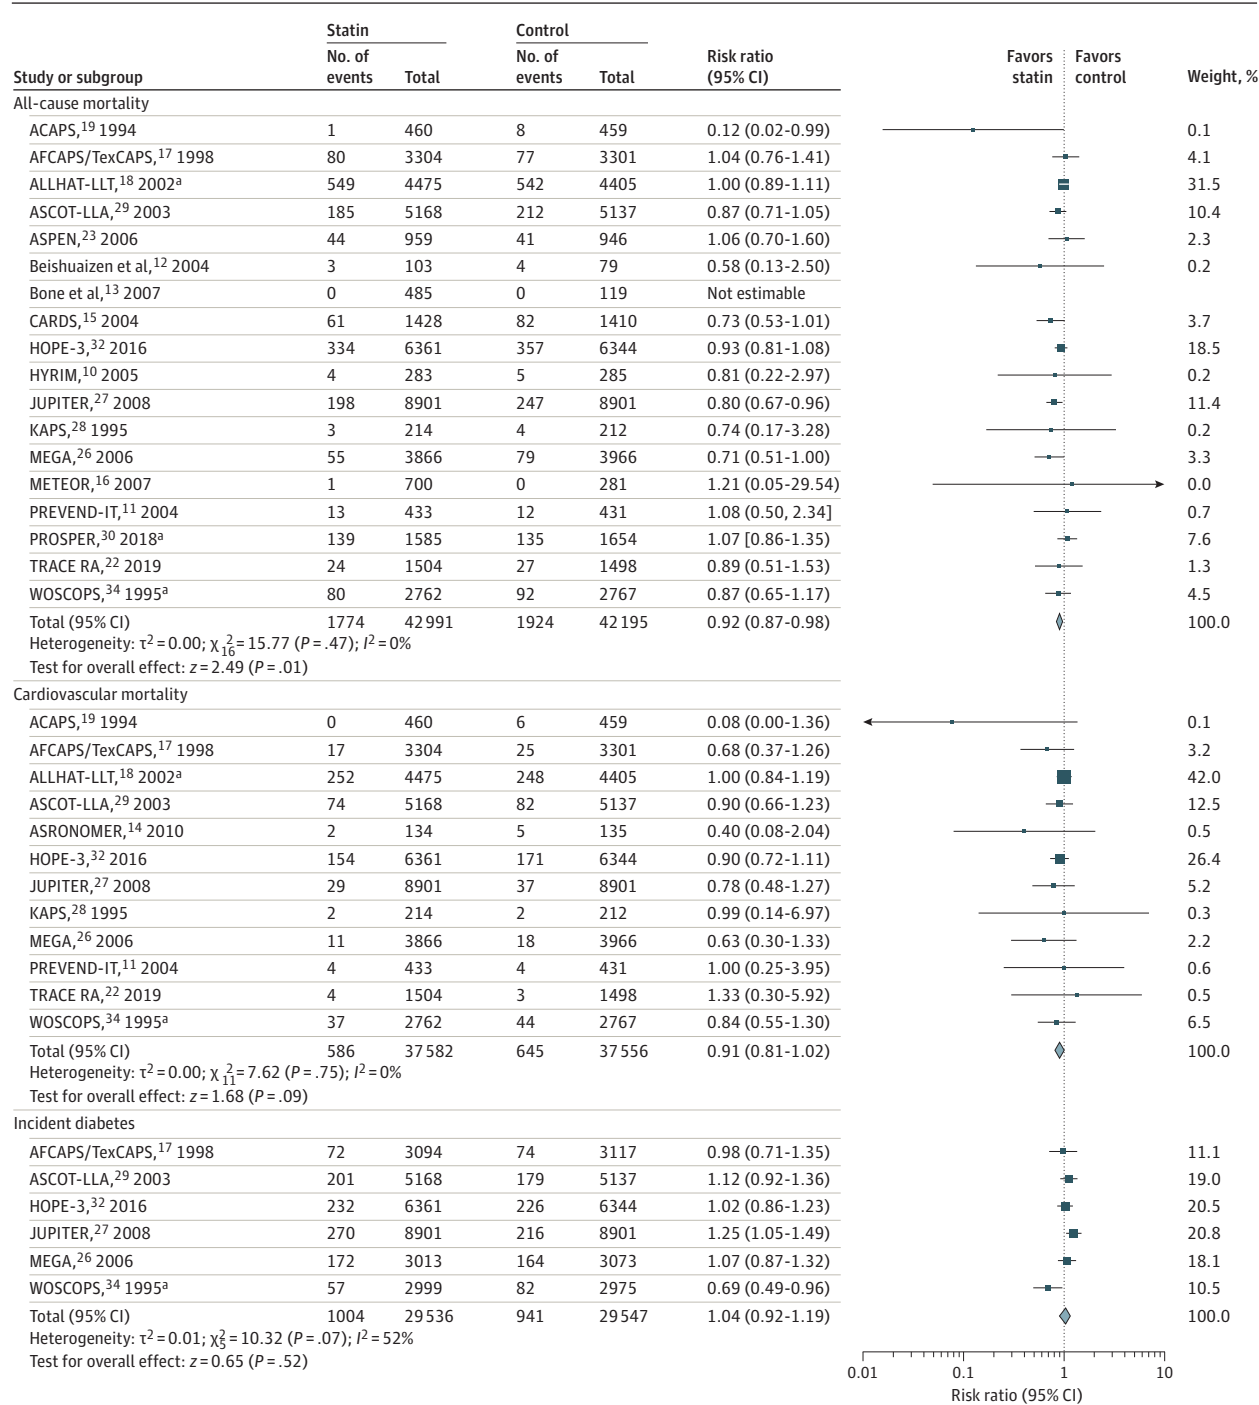 Statin Control
Study or subgroup No. of events Total No. of events Total Risk ratio (95% CI) Favors statin Favors control Weight, %
All-cause mortality
ACAPS,19 1994 1 460 8 459 0.12 (0.02-0.99) 0.1
AFCAPS/TexCAPS,17 1998 80 3304 77 3301 1.04 (0.76-1.41) 4.1
ALLHAT-LLT,18 2002a 549 4475 542 4405 1.00 (0.89-1.11) 31.5
ASCOT-LLA,29 2003 185 5168 212 5137 0.87 (0.71-1.05) 10.4
ASPEN,23 2006 44 959 41 946 1.06 (0.70-1.60) 2.3
Beishuaizen et al,12 2004 3 103 4 79 0.58 (0.13-2.50) 0.2
Bone et al,13 2007 0 485 0 119 Not estimable
CARDS,15 2004 61 1428 82 1410 0.73 (0.53-1.01) 3.7
HOPE-3,32 2016 334 6361 357 6344 0.93 (0.81-1.08) 18.5
HYRIM,10 2005 4 283 5 285 0.81 (0.22-2.97) 0.2
JUPITER,27 2008 198 8901 247 8901 0.80 (0.67-0.96) 11.4
KAPS,28 1995 3 214 4 212 0.74 (0.17-3.28) 0.2
MEGA,26 2006 55 3866 79 3966 0.71 (0.51-1.00) 3.3
METEOR,16 2007 1 700 0 281 1.21 (0.05-29.54) 0.0
PREVEND-IT,11 2004 13 433 12 431 1.08 (0.50, 2.34] 0.7
PROSPER,30 2018a 139 1585 135 1654 1.07 [0.86-1.35) 7.6
TRACE RA,22 2019 24 1504 27 1498 0.89 (0.51-1.53) 1.3
WOSCOPS,34 1995a 80 2762 92 2767 0.87 (0.65-1.17) 4.5
Total (95% CI) 1774 42991 1924 42195 0.92 (0.87-0.98) 100.0
Heterogeneity: τ2 = 0.00; χ2 16 = 15.77 (P = .47); I2 = 0%
Test for overall effect: z = 2.49 (P = .01)
Cardiovascular mortality
ACAPS,19 1994 0 460 6 459 0.08 (0.00-1.36) 0.1
AFCAPS/TexCAPS,17 1998 17 3304 25 3301 0.68 (0.37-1.26) 3.2
ALLHAT-LLT,18 2002a 252 4475 248 4405 1.00 (0.84-1.19) 42.0
ASCOT-LLA,29 2003 74 5168 82 5137 0.90 (0.66-1.23) 12.5
ASRONOMER,14 2010 2 134 5 135 0.40 (0.08-2.04) 0.5
HOPE-3,32 2016 154 6361 171 6344 0.90 (0.72-1.11) 26.4
JUPITER,27 2008 29 8901 37 8901 0.78 (0.48-1.27) 5.2
KAPS,28 1995 2 214 2 212 0.99 (0.14-6.97) 0.3
MEGA,26 2006 11 3866 18 3966 0.63 (0.30-1.33) 2.2
PREVEND-IT,11 2004 4 433 4 431 1.00 (0.25-3.95) 0.6
TRACE RA,22 2019 4 1504 3 1498 1.33 (0.30-5.92) 0.5
WOSCOPS,34 1995a 37 2762 44 2767 0.84 (0.55-1.30) 6.5
Total (95% CI) 586 37582 645 37556 0.91 (0.81-1.02) 100.0
Heterogeneity: τ2 = 0.00; χ2 11 = 7.62 (P = .75); I2 = 0%
Test for overall effect: z = 1.68 (P = .09)
Incident diabetes
AFCAPS/TexCAPS,17 1998 72 3094 74 3117 0.98 (0.71-1.35) 11.1
ASCOT-LLA,29 2003 201 5168 179 5137 1.12 (0.92-1.36) 19.0
HOPE-3,32 2016 232 6361 226 6344 1.02 (0.86-1.23) 20.5
JUPITER,27 2008 270 8901 216 8901 1.25 (1.05-1.49) 20.8
MEGA,26 2006 172 3013 164 3073 1.07 (0.87-1.32) 18.1
WOSCOPS,34 1995a 57 2999 82 2975 0.69 (0.49-0.96) 10.5
Total (95% CI) 1004 29536 941 29547 1.04 (0.92-1.19) 100.0
Heterogeneity: τ2 = 0.01; χ2 5 = 10.32 (P = .07); I2 = 52%
Test for overall effect: z = 0.65 (P = .52)
0.01 0.1 1 10
Risk ratio (95% CI)